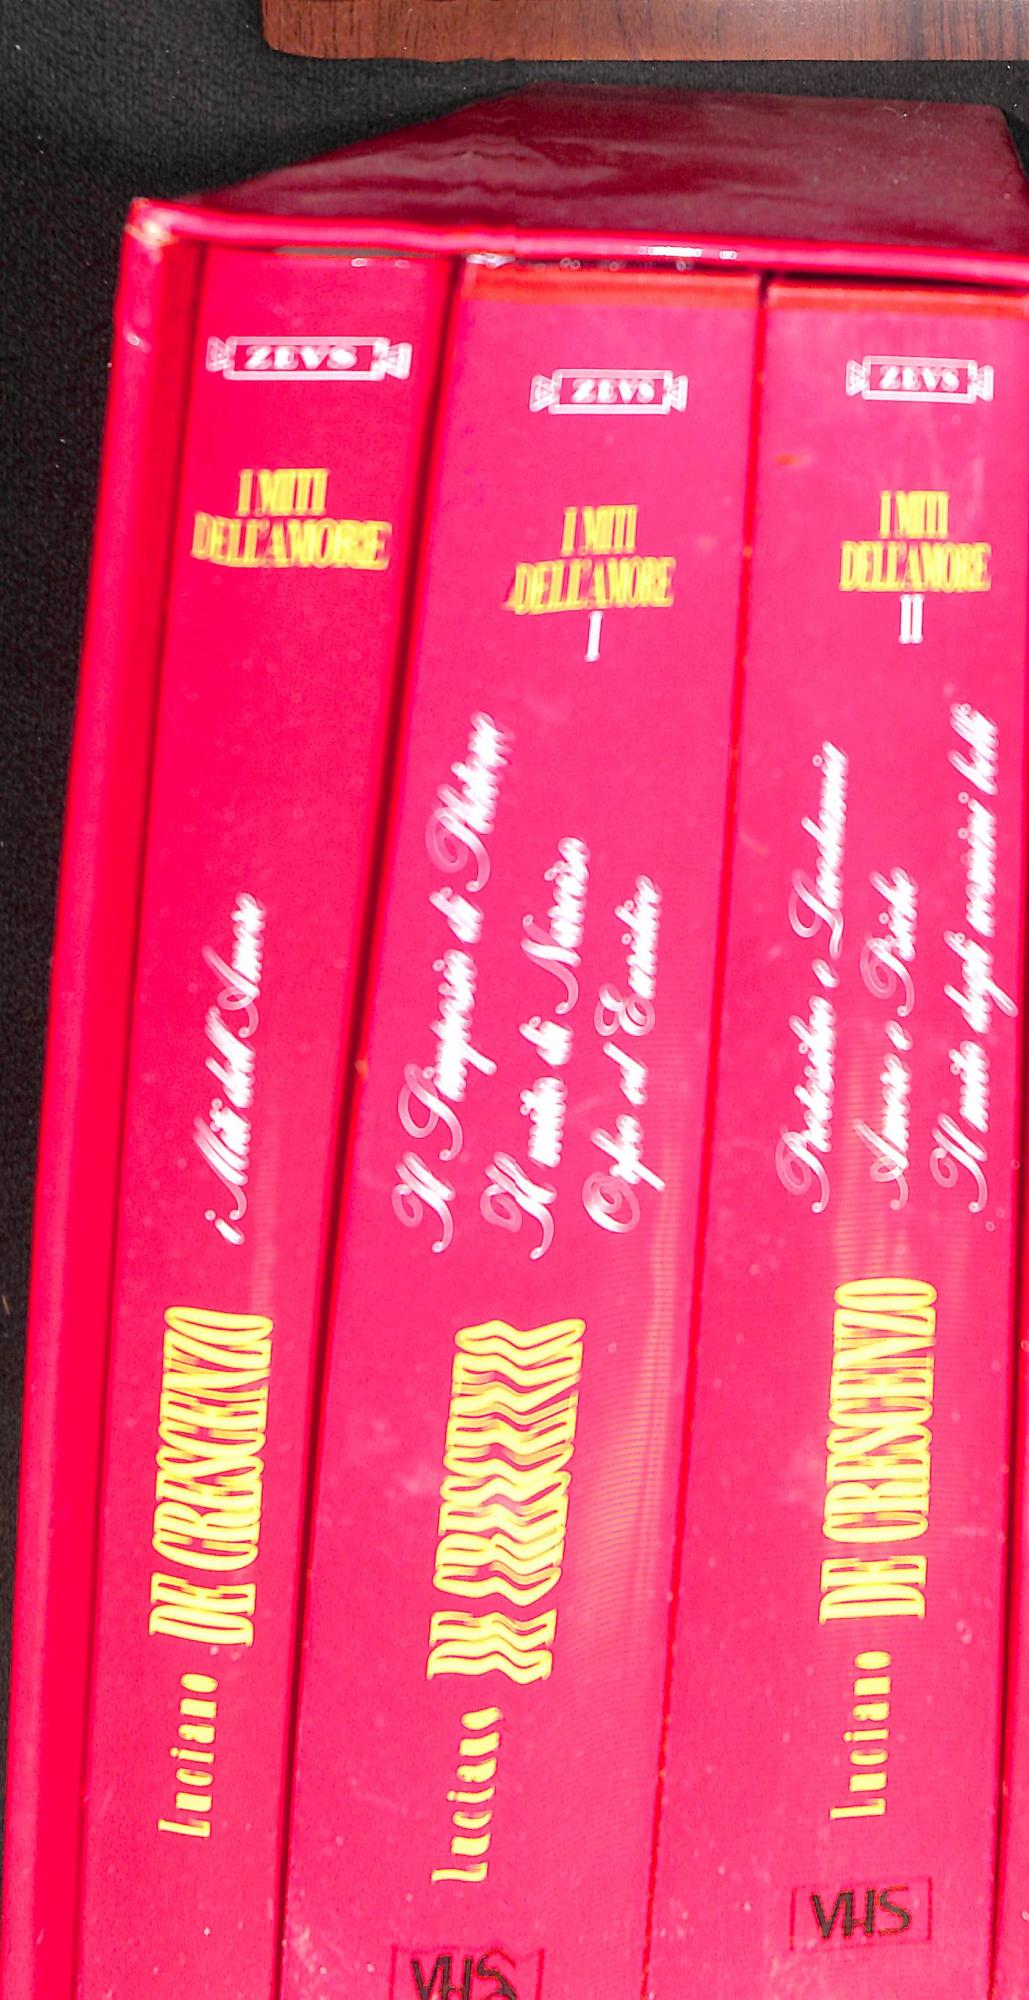 ZEVS
I MITI
DELL'AMORE
i Miti dell'Amore
Luciano DE CRESCENZO
ZEVS
I MITI
DELL'AMORE
I
Il Simposio di Platone
Il mito di Narciso
Orfeo ed Euridice
Luciano DE CRESCENZO
VHS
ZEVS
I MITI
DELL'AMORE
II
Protesilao e Laodamia
Amore e Psiche
Il mito degli uomini belli
Luciano DE CRESCENZO
VHS